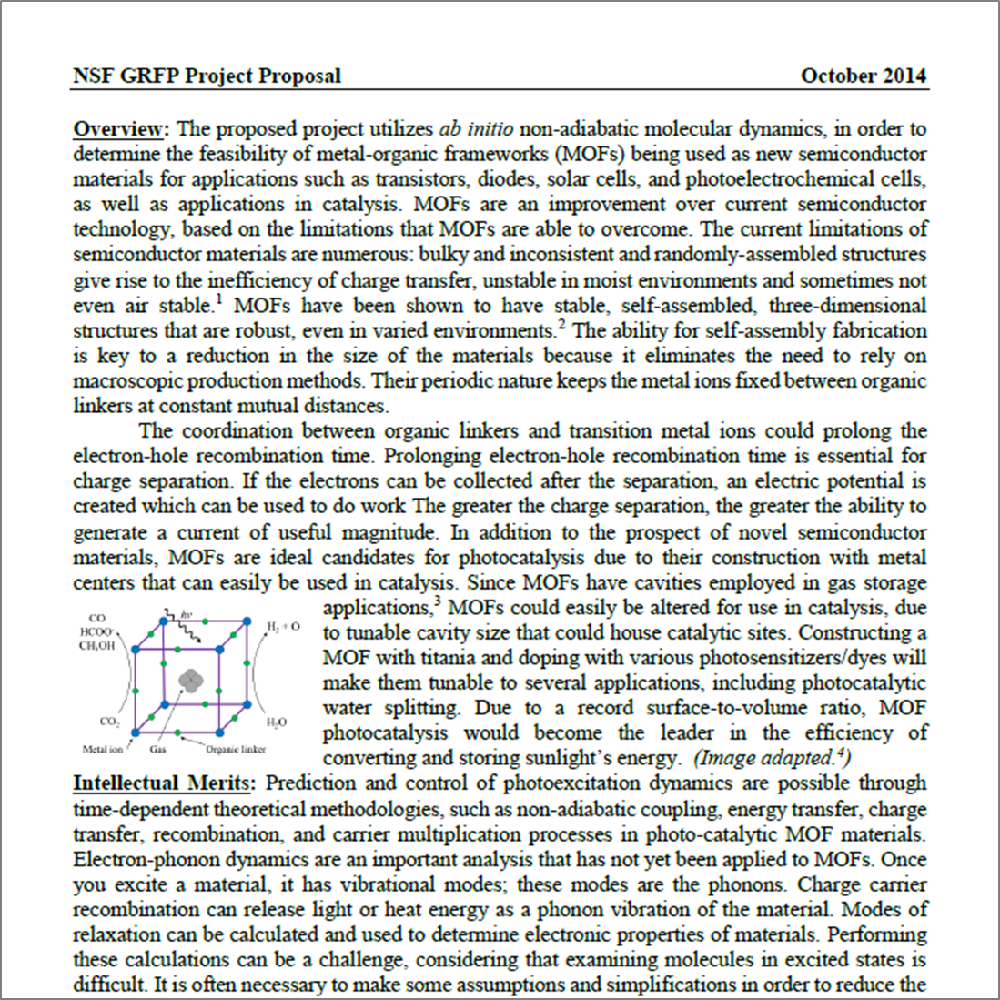 NSF GRFP Project Proposal October 2014
Overview: The proposed project utilizes ab initio non-adiabatic molecular dynamics, in order to
determine the feasibility of metal-organic frameworks (MOFs) being used as new semiconductor
materials for applications such as transistors, diodes, solar cells, and photoelectrochemical cells,
as well as applications in catalysis. MOFs are an improvement over current semiconductor
technology, based on the limitations that MOFs are able to overcome. The current limitations of
semiconductor materials are numerous: bulky and inconsistent and randomly-assembled structures
give rise to the inefficiency of charge transfer, unstable in moist environments and sometimes not
even air stable.¹ MOFs have been shown to have stable, self-assembled, three-dimensional
structures that are robust, even in varied environments.² The ability for self-assembly fabrication
is key to a reduction in the size of the materials because it eliminates the need to rely on
macroscopic production methods. Their periodic nature keeps the metal ions fixed between organic
linkers at constant mutual distances.
The coordination between organic linkers and transition metal ions could prolong the
electron-hole recombination time. Prolonging electron-hole recombination time is essential for
charge separation. If the electrons can be collected after the separation, an electric potential is
created which can be used to do work The greater the charge separation, the greater the ability to
generate a current of useful magnitude. In addition to the prospect of novel semiconductor
materials, MOFs are ideal candidates for photocatalysis due to their construction with metal
centers that can easily be used in catalysis. Since MOFs have cavities employed in gas storage
applications,³ MOFs could easily be altered for use in catalysis, due
to tunable cavity size that could house catalytic sites. Constructing a
MOF with titania and doping with various photosensitizers/dyes will
make them tunable to several applications, including photocatalytic
water splitting. Due to a record surface-to-volume ratio, MOF
photocatalysis would become the leader in the efficiency of
converting and storing sunlight's energy. (Image adapted.⁴)
CO
HCOO-
CH₃OH
hν
H₂ + O
CO₂
H₂O
Metal ion
Gas
Organic linker
Intellectual Merits: Prediction and control of photoexcitation dynamics are possible through
time-dependent theoretical methodologies, such as non-adiabatic coupling, energy transfer, charge
transfer, recombination, and carrier multiplication processes in photo-catalytic MOF materials.
Electron-phonon dynamics are an important analysis that has not yet been applied to MOFs. Once
you excite a material, it has vibrational modes; these modes are the phonons. Charge carrier
recombination can release light or heat energy as a phonon vibration of the material. Modes of
relaxation can be calculated and used to determine electronic properties of materials. Performing
these calculations can be a challenge, considering that examining molecules in excited states is
difficult. It is often necessary to make some assumptions and simplifications in order to reduce the